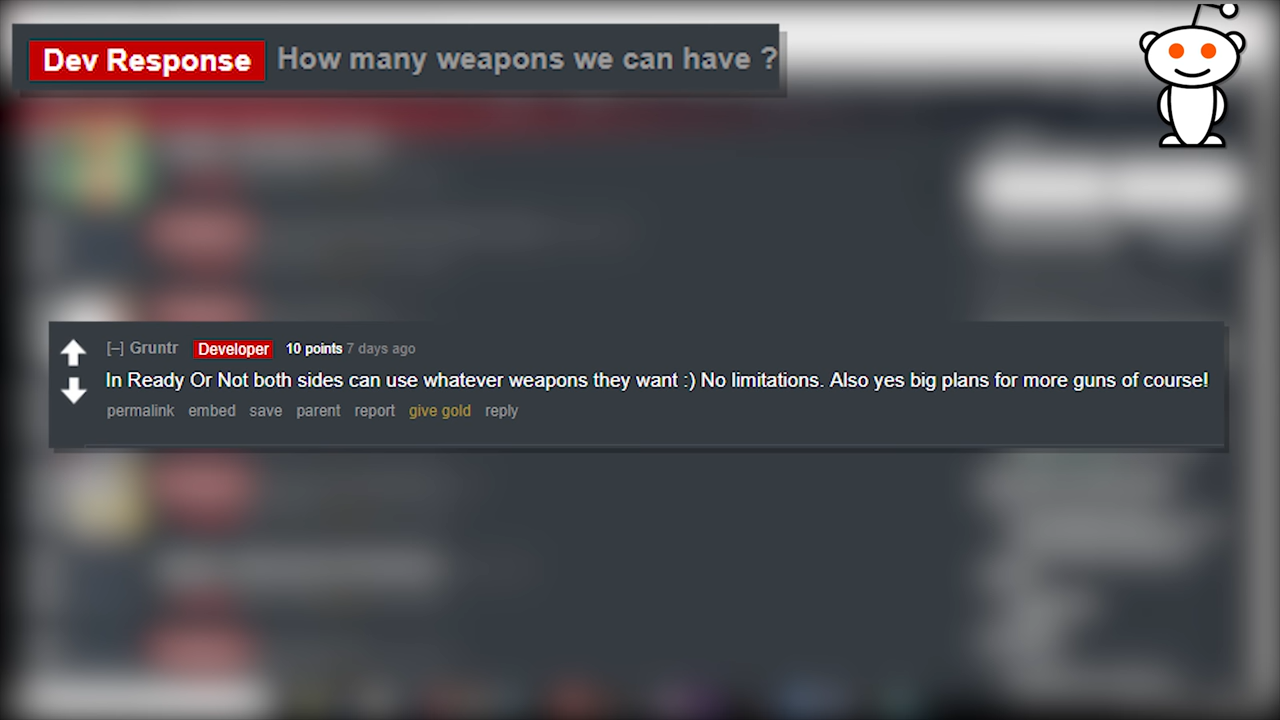 Dev Response How many weapons we can have ?
[–] Gruntr Developer 10 points 7 days ago
In Ready Or Not both sides can use whatever weapons they want :) No limitations. Also yes big plans for more guns of course!
permalink embed save parent report give gold reply